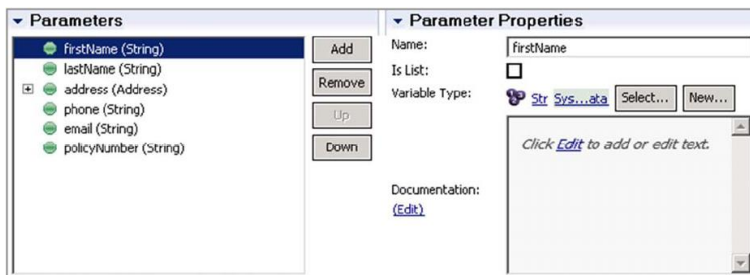 Parameters
firstName (String)
lastName (String)
address (Address)
phone (String)
email (String)
policyNumber (String)
Add
Remove
Up
Down
Parameter Properties
Name: firstName
Is List:
Variable Type: Str Sys...ata Select... New...
Click Edit to add or edit text.
Documentation:
(Edit)